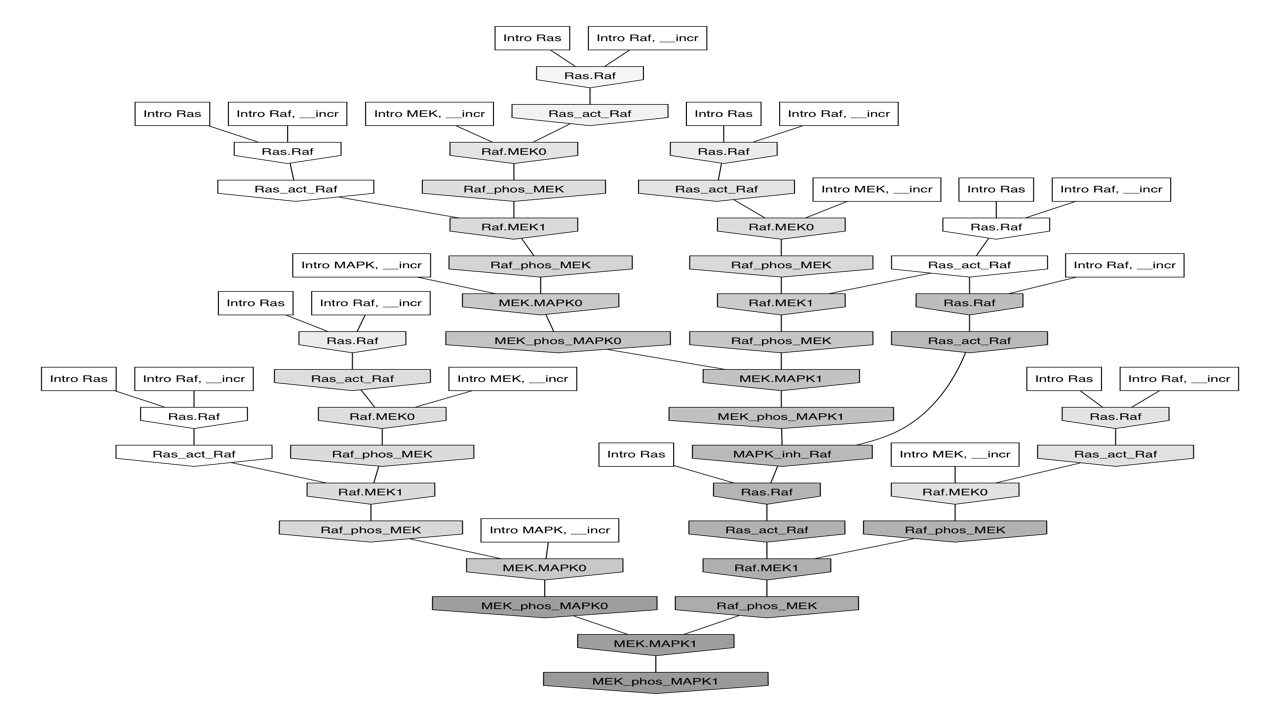 Intro Ras
Intro Raf, __incr
Ras.Raf
Intro Ras
Intro Raf, __incr
Intro MEK, __incr
Ras_act_Raf
Intro Ras
Intro Raf, __incr
Ras.Raf
Raf.MEK0
Ras.Raf
Ras_act_Raf
Raf_phos_MEK
Ras_act_Raf
Intro MEK, __incr
Intro Ras
Intro Raf, __incr
Raf.MEK1
Raf.MEK0
Ras.Raf
Intro MAPK, __incr
Raf_phos_MEK
Raf_phos_MEK
Ras_act_Raf
Intro Raf, __incr
Intro Ras
Intro Raf, __incr
MEK.MAPK0
Raf.MEK1
Ras.Raf
Ras.Raf
MEK_phos_MAPK0
Raf_phos_MEK
Ras_act_Raf
Intro Ras
Intro Raf, __incr
Ras_act_Raf
Intro MEK, __incr
MEK.MAPK1
Intro Ras
Intro Raf, __incr
Ras.Raf
Raf.MEK0
MEK_phos_MAPK1
Ras.Raf
Ras_act_Raf
Raf_phos_MEK
Intro Ras
MAPK_inh_Raf
Intro MEK, __incr
Ras_act_Raf
Raf.MEK1
Ras.Raf
Raf.MEK0
Raf_phos_MEK
Intro MAPK, __incr
Ras_act_Raf
Raf_phos_MEK
MEK.MAPK0
Raf.MEK1
MEK_phos_MAPK0
Raf_phos_MEK
MEK.MAPK1
MEK_phos_MAPK1